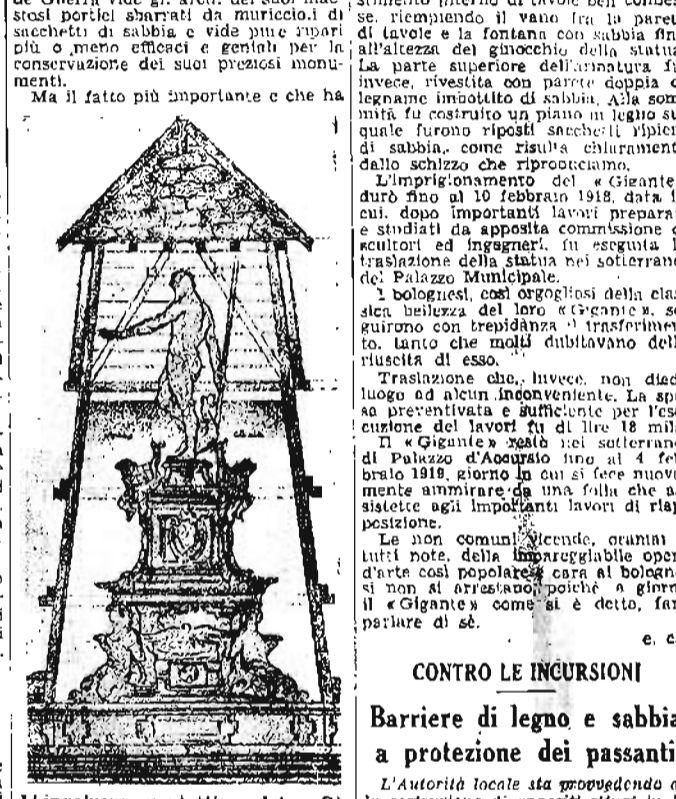 stosi portici sbarrati da muriccioli di
sacchetti di sabbia e vide pure ripari
più o meno efficaci e geniali per la
conservazione dei suoi preziosi monu-
menti.
Ma il fatto più importante e che ha
se, riempiendo il vano fra la paret
di tavole e la fontana con sabbia fin
all'altezza del ginocchio della statua
La parte superiore dell'armatura f
invece, rivestita con parete doppia
legname imbottito di sabbia. Alla som
mità fu costruito un piano in legno su
quale furono riposti sacchetti ripien
di sabbia, come risulta chiarament
dallo schizzo che riproduciamo.
L'imprigionamento del «Gigante
durò fino al 10 febbraio 1918, data i
cui, dopo importanti lavori prepara
e studiati da apposita commissione
scultori ed ingegneri, fu eseguita l
traslazione della statua nei sotterrane
del Palazzo Municipale.
I bolognesi, così orgogliosi della clas
sica bellezza del loro «Gigante», se
guirono con trepidanza il trasferimen
to, tanto che molti dubitavano dell
riuscita di esso.
Traslazione che, invece, non died
luogo ad alcun inconveniente. La spe
sa preventivata e sufficiente per l'ese
cuzione dei lavori fu di lire 18 mila
Il «Gigante» restò nei sotterrane
di Palazzo d'Accursio fino al 4 feb
braio 1919, giorno in cui si fece nuova
mente ammirare da una folla che a
sistette agli importanti lavori di riap
posizione.
Le non comuni vicende, oramai
tutti note, della impareggiabile oper
d'arte così popolare e cara ai bologne
si non si arrestano, poichè a giorn
il «Gigante» come si è detto, far
parlare di sè.
e. c.
CONTRO LE INCURSIONI
Barriere di legno e sabbia
a protezione dei passanti
L'Autorità locale sta provvedendo